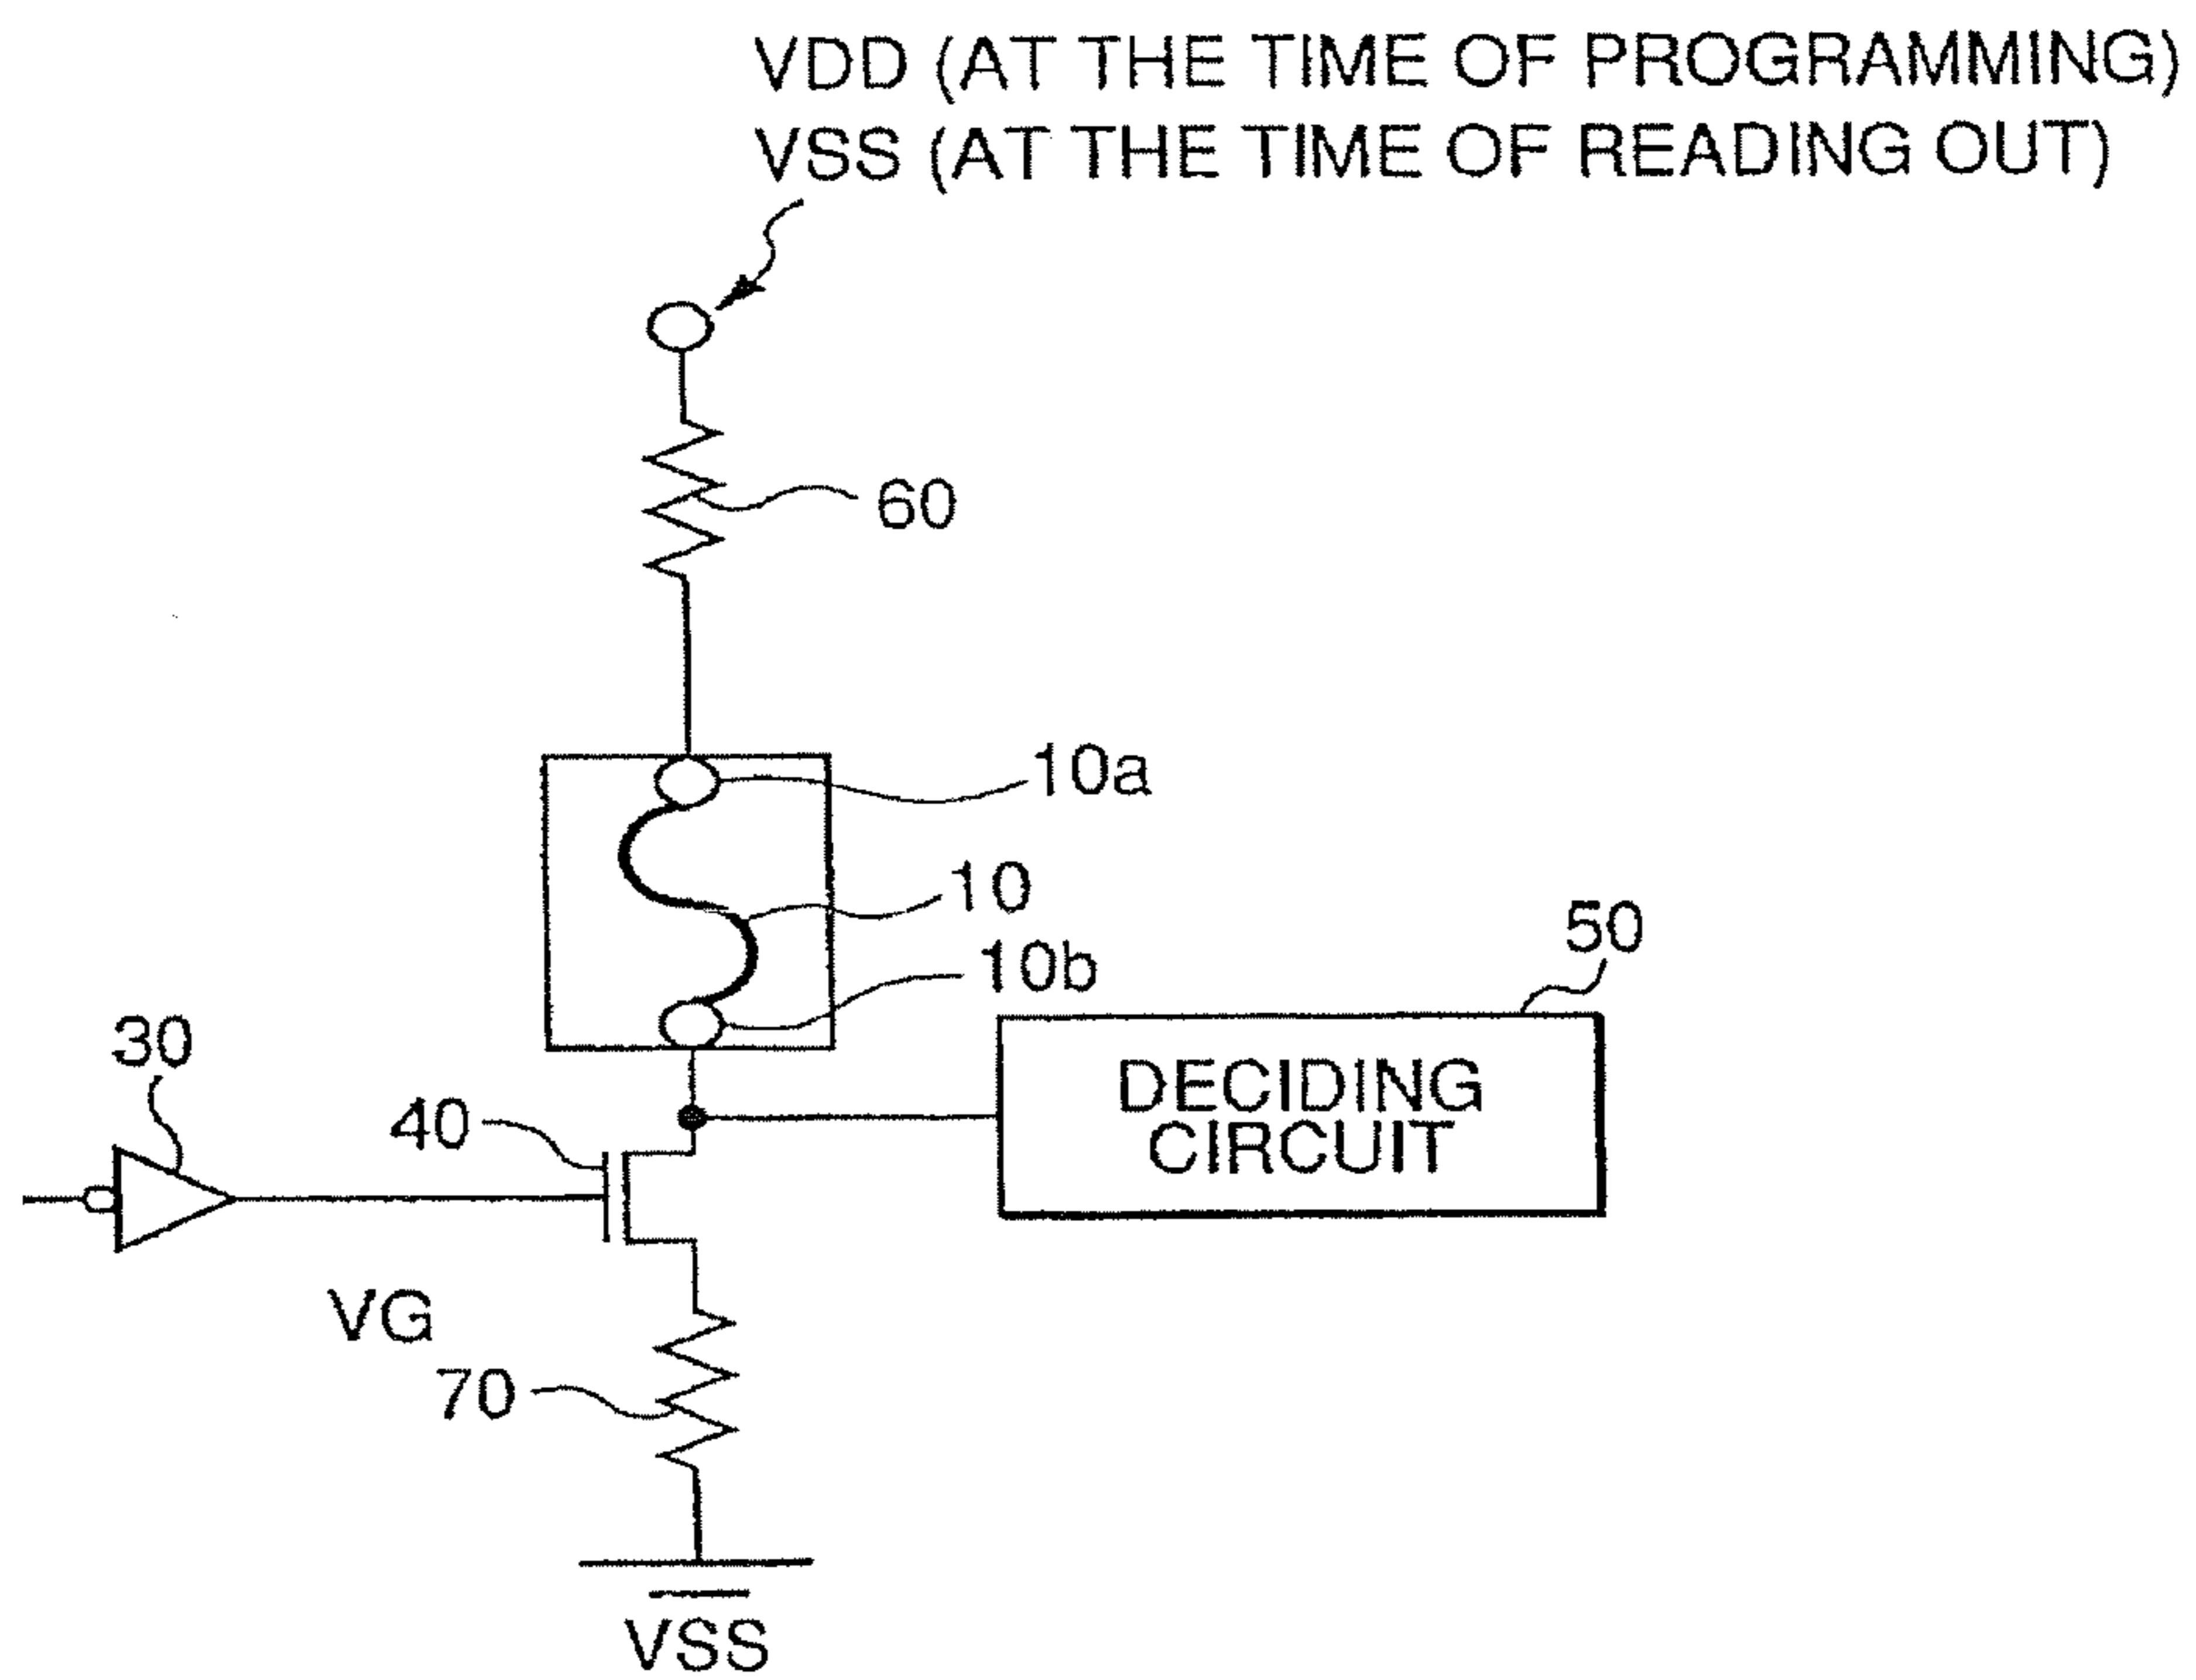 VDD (AT THE TIME OF PROGRAMMING)
VSS (AT THE TIME OF READING OUT)
60
10a
10
10b
50
30
40
DECIDING
CIRCUIT
VG
70
VSS